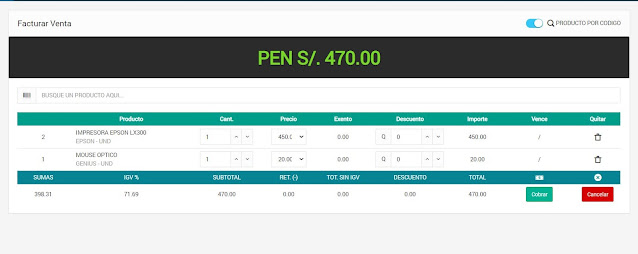 Facturar Venta
PRODUCTO POR CODIGO
PEN S/. 470.00
BUSQUE UN PRODUCTO AQUI...
Producto Cant. Precio Exento Descuento Importe Vence Quitar
2 IMPRESORA EPSON LX300 1 450.0 0.00 Q 0 450.00 /
EPSON - UND
1 MOUSE OPTICO 1 20.00 0.00 Q 0 20.00 /
GENIUS - UND
SUMAS IGV % SUBTOTAL RET. (-) TOT. SIN IGV DESCUENTO TOTAL
398.31 71.69 470.00 0.00 0.00 0.00 470.00 Cobrar Cancelar